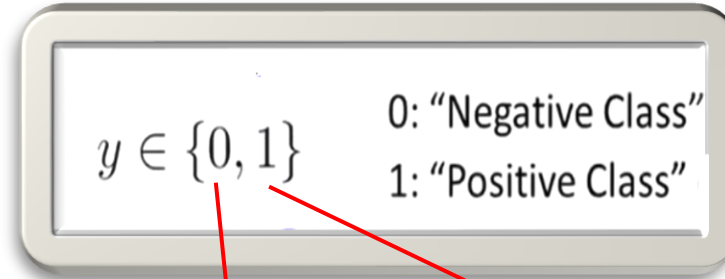 y ∈ {0, 1}
0: “Negative Class”
1: “Positive Class”